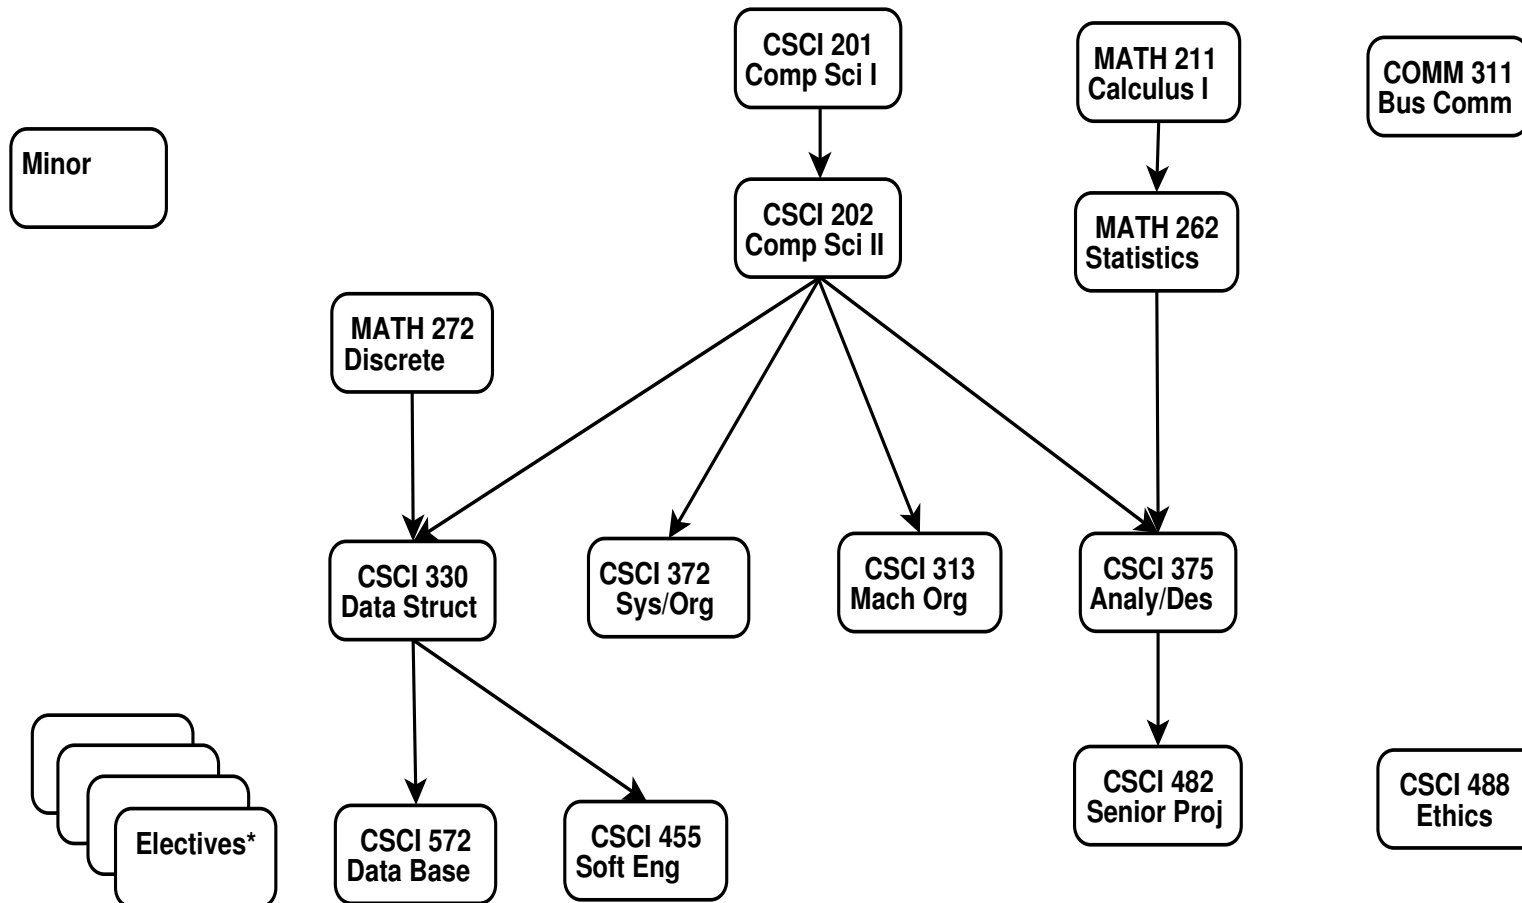 CSCI 201
Comp Sci I
MATH 211
Calculus I
COMM 311
Bus Comm
Minor
CSCI 202
Comp Sci II
MATH 262
Statistics
MATH 272
Discrete
CSCI 330
Data Struct
CSCI 372
Sys/Org
CSCI 313
Mach Org
CSCI 375
Analy/Des
CSCI 482
Senior Proj
CSCI 488
Ethics
Electives*
CSCI 572
Data Base
CSCI 455
Soft Eng